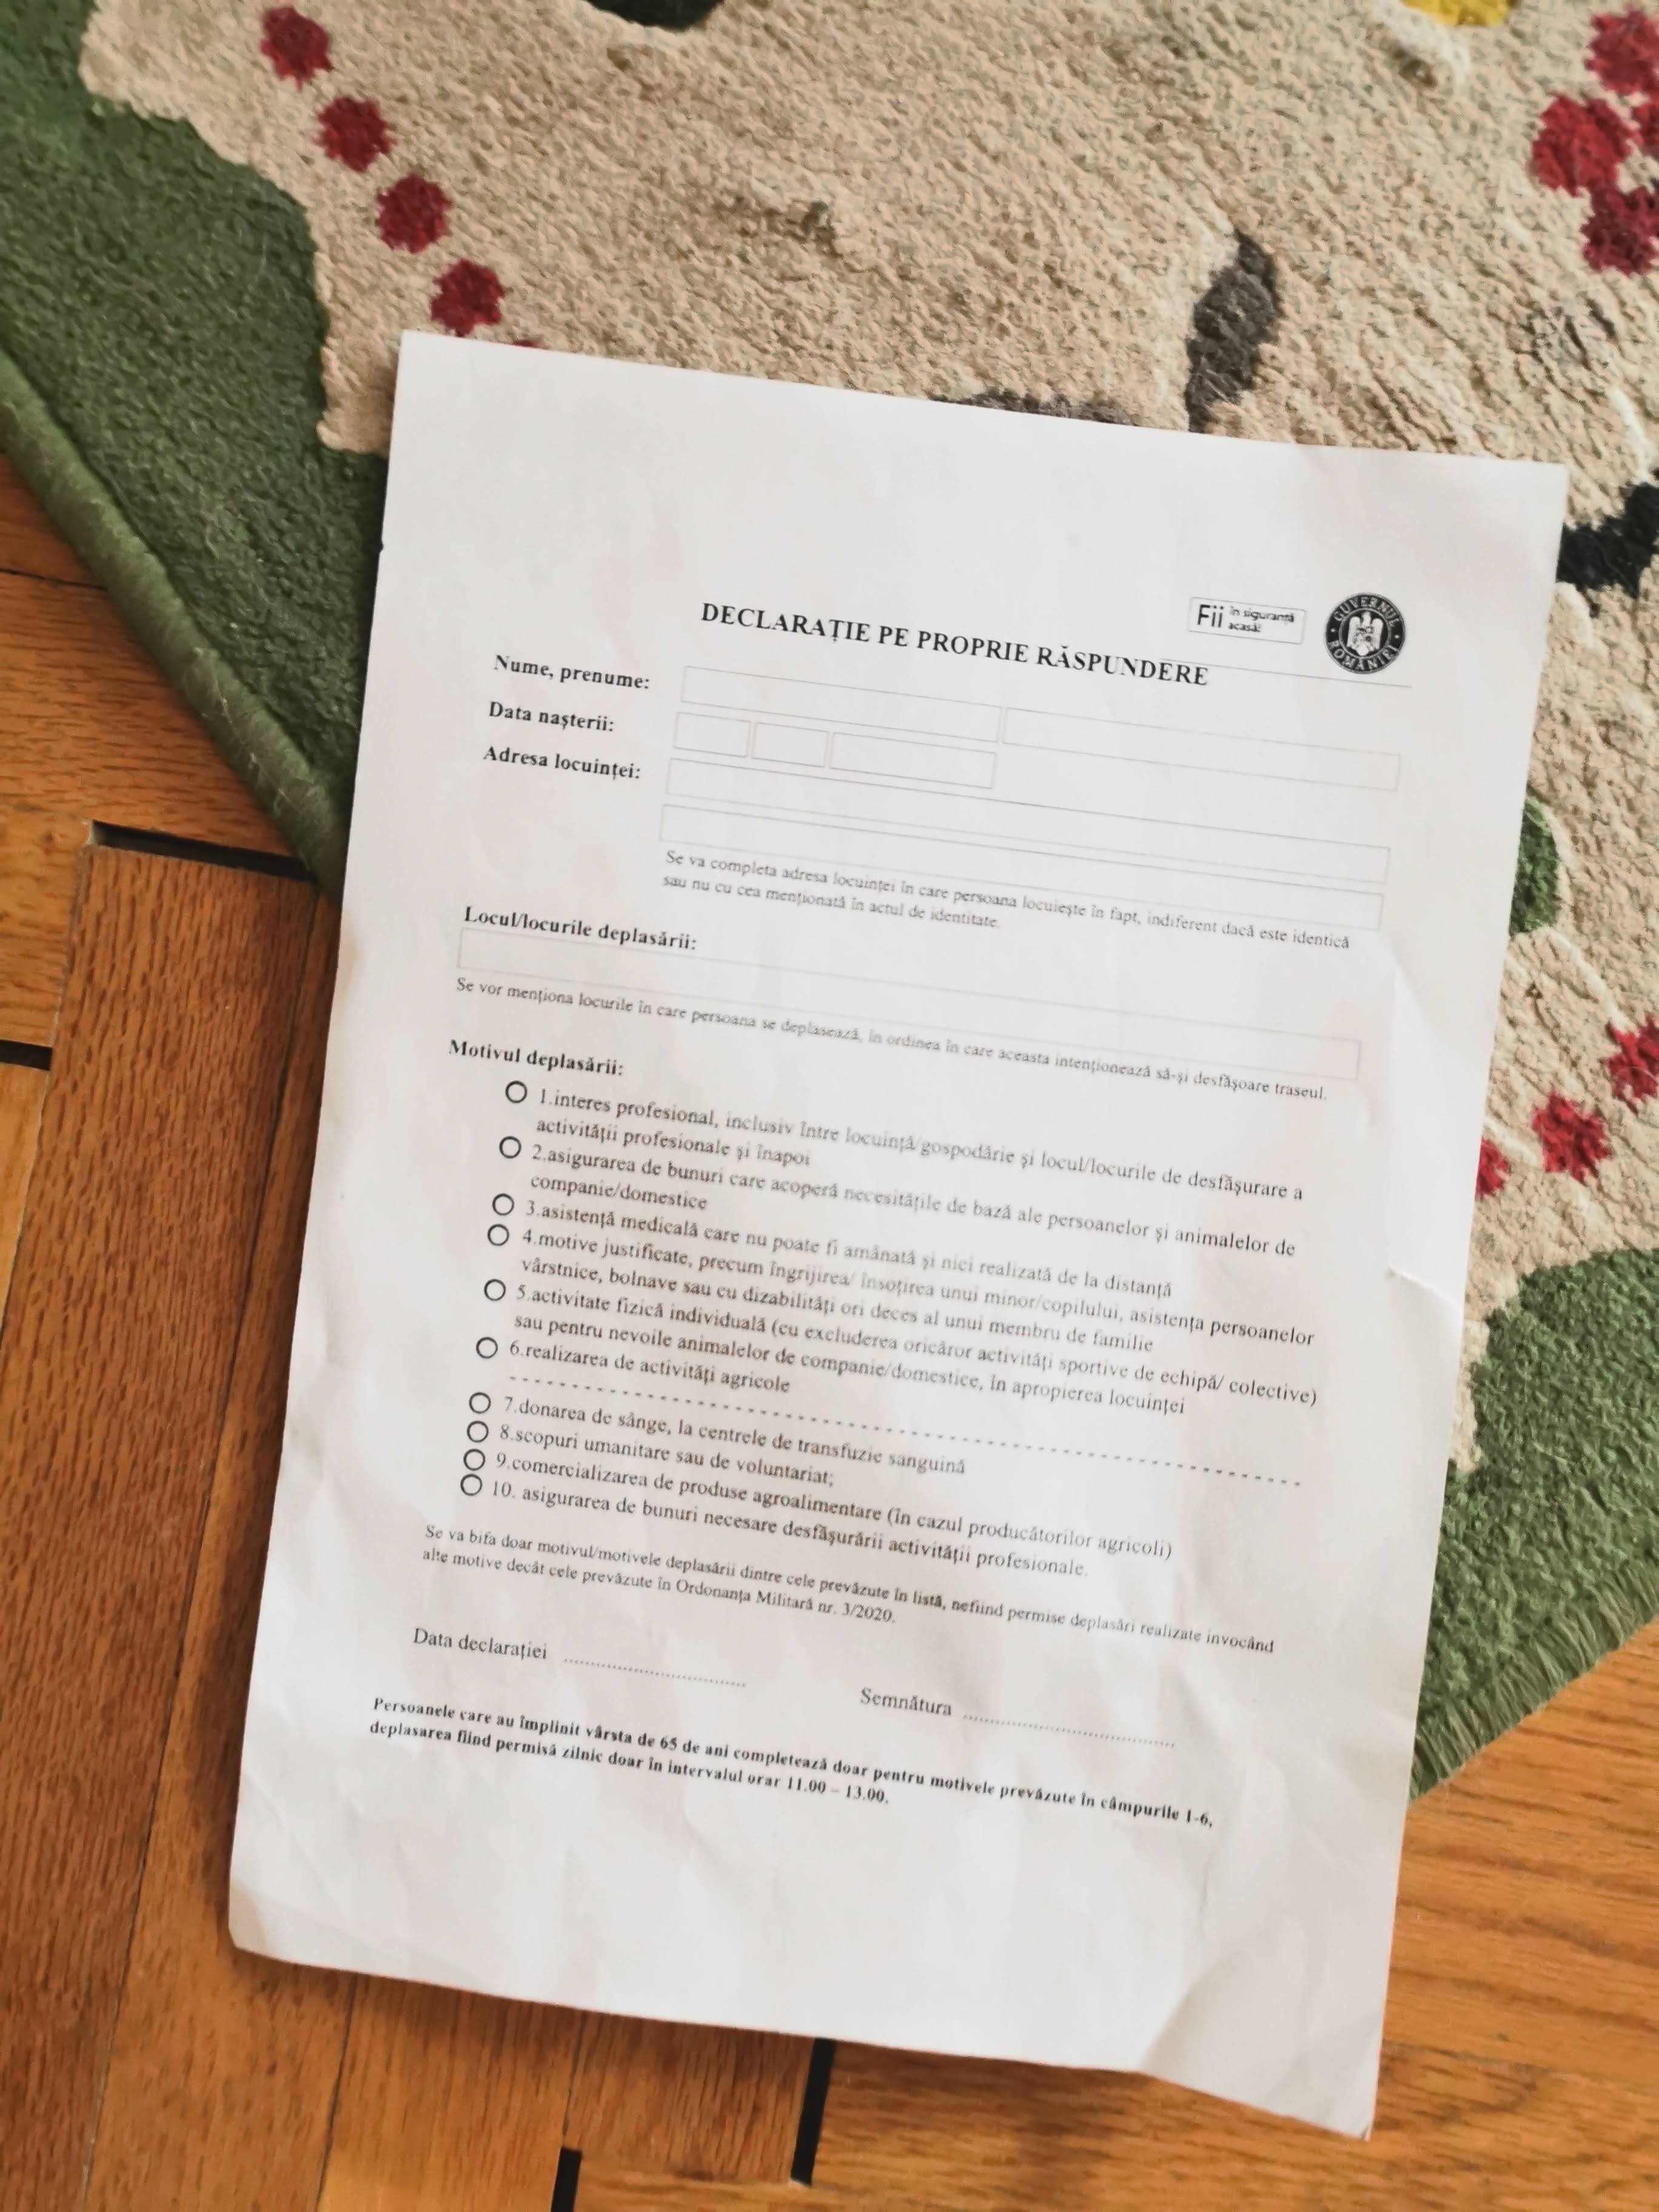 Fii în siguranță
acasă!
GUVERNUL ROMÂNIEI
DECLARAȚIE PE PROPRIE RĂSPUNDERE
Nume, prenume:
Data nașterii:
Adresa locuinței:
Se va completa adresa locuinței în care persoana locuiește în fapt, indiferent dacă este identică
sau nu cu cea menționată în actul de identitate.
Locul/locurile deplasării:
Se vor menționa locurile în care persoana se deplasează, în ordinea în care aceasta intenționează să-și desfășoare traseul.
Motivul deplasării:
1.interes profesional, inclusiv între locuință/gospodărie și locul/locurile de desfășurare a
activității profesionale și înapoi
2.asigurarea de bunuri care acoperă necesitățile de bază ale persoanelor și animalelor de
companie/domestice
3.asistență medicală care nu poate fi amânată și nici realizată de la distanță
4.motive justificate, precum îngrijirea/ însoțirea unui minor/copilului, asistența persoanelor
vârstnice, bolnave sau cu dizabilități ori deces al unui membru de familie
5.activitate fizică individuală (cu excluderea oricăror activități sportive de echipă/ colective)
sau pentru nevoile animalelor de companie/domestice, în apropierea locuinței
6.realizarea de activități agricole
7.donarea de sânge, la centrele de transfuzie sanguină
8.scopuri umanitare sau de voluntariat;
9.comercializarea de produse agroalimentare (în cazul producătorilor agricoli)
10. asigurarea de bunuri necesare desfășurării activității profesionale.
Se va bifa doar motivul/motivele deplasării dintre cele prevăzute în listă, nefiind permise deplasări realizate invocând
alte motive decât cele prevăzute în Ordonanța Militară nr. 3/2020.
Data declarației
Semnătura
Persoanele care au împlinit vârsta de 65 de ani completează doar pentru motivele prevăzute în câmpurile 1-6,
deplasarea fiind permisă zilnic doar în intervalul orar 11.00 – 13.00.